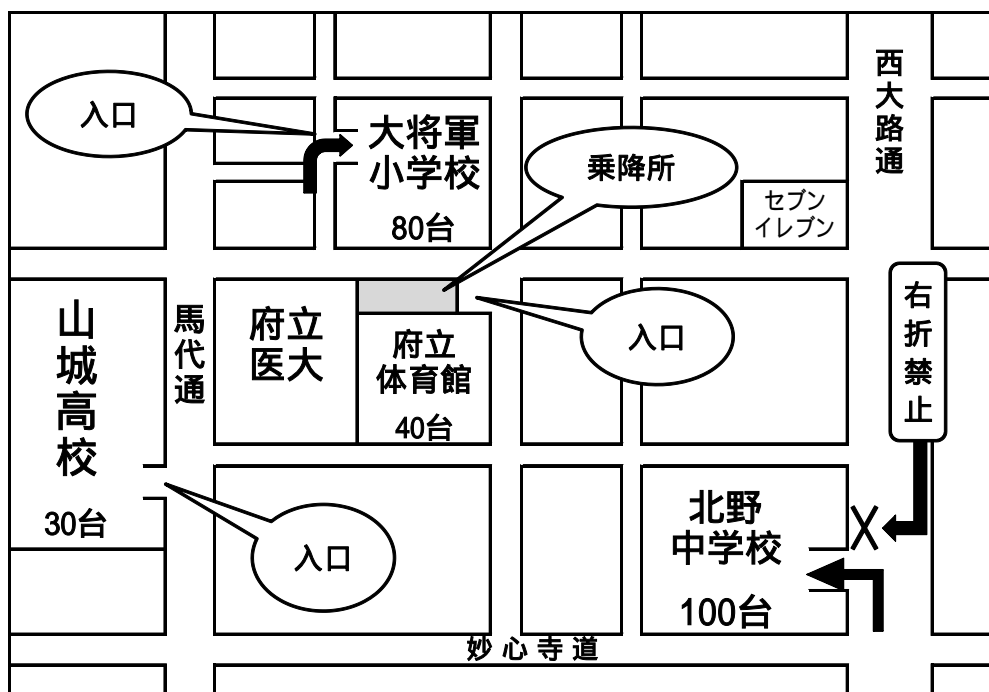 西大路通
入口
大将軍
小学校
80台
乗降所
セブン
イレブン
山城高校
30台
馬代通
府立
医大
府立
体育館
40台
入口
右折禁止
入口
北野
中学校
100台
妙心寺道